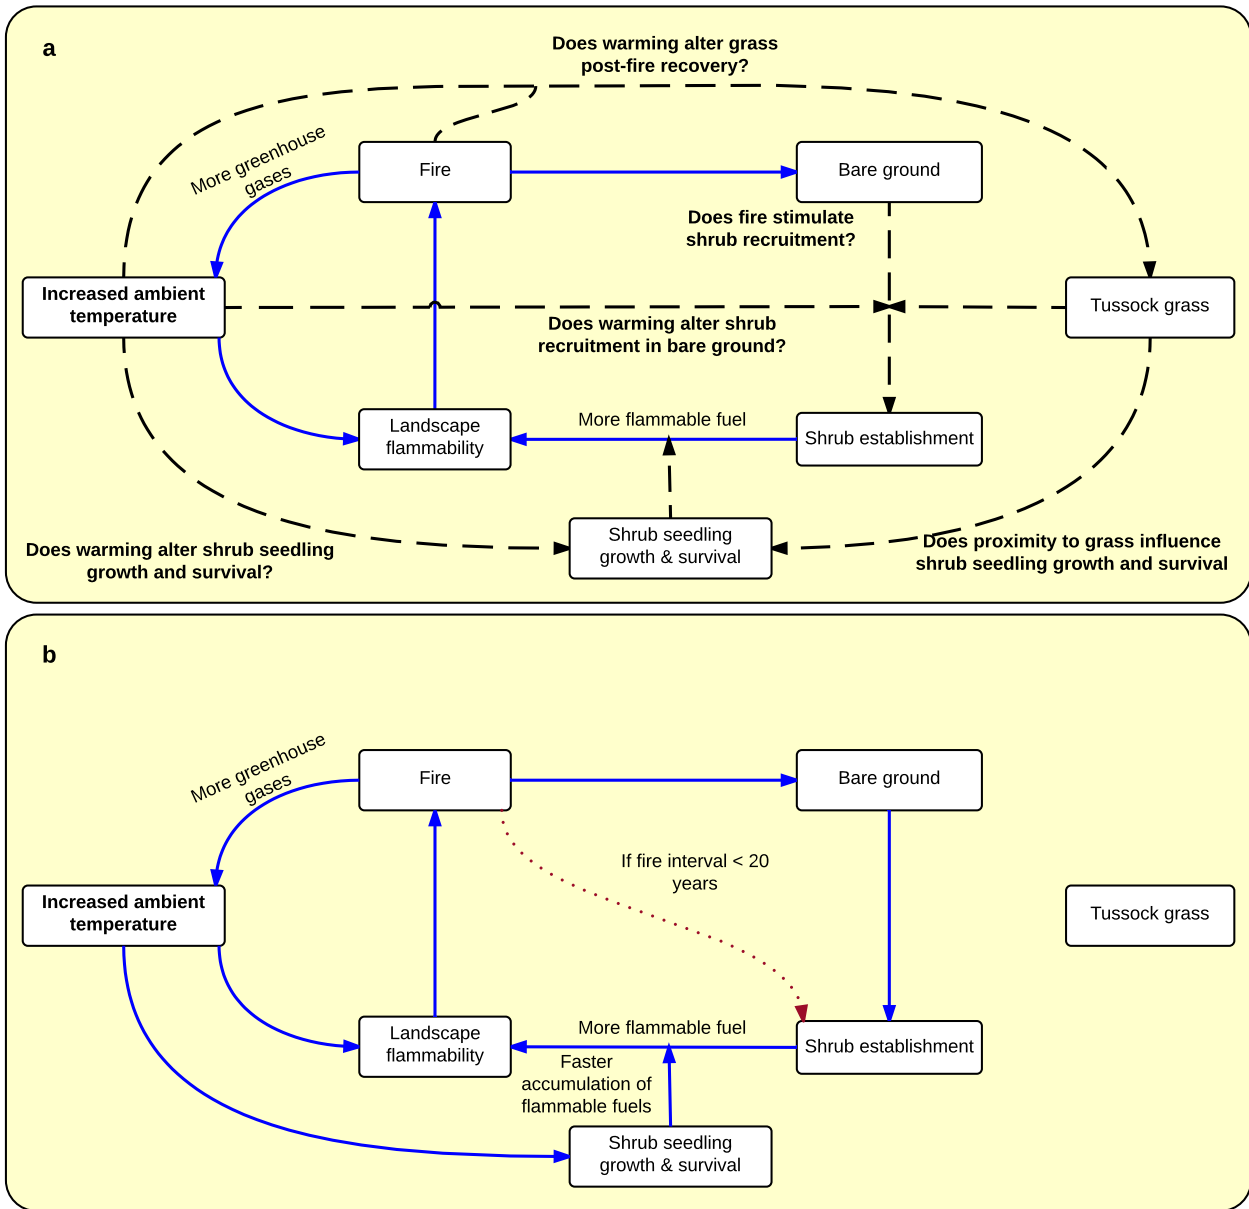 a
Does warming alter grass
post-fire recovery?
More greenhouse
gases
Fire
Bare ground
Does fire stimulate
shrub recruitment?
Increased ambient
temperature
Tussock grass
Does warming alter shrub
recruitment in bare ground?
Landscape
flammability
More flammable fuel
Shrub establishment
Shrub seedling
growth & survival
Does warming alter shrub seedling
growth and survival?
Does proximity to grass influence
shrub seedling growth and survival
b
More greenhouse
gases
Fire
Bare ground
If fire interval < 20
years
Increased ambient
temperature
Tussock grass
Landscape
flammability
More flammable fuel
Shrub establishment
Faster
accumulation of
flammable fuels
Shrub seedling
growth & survival